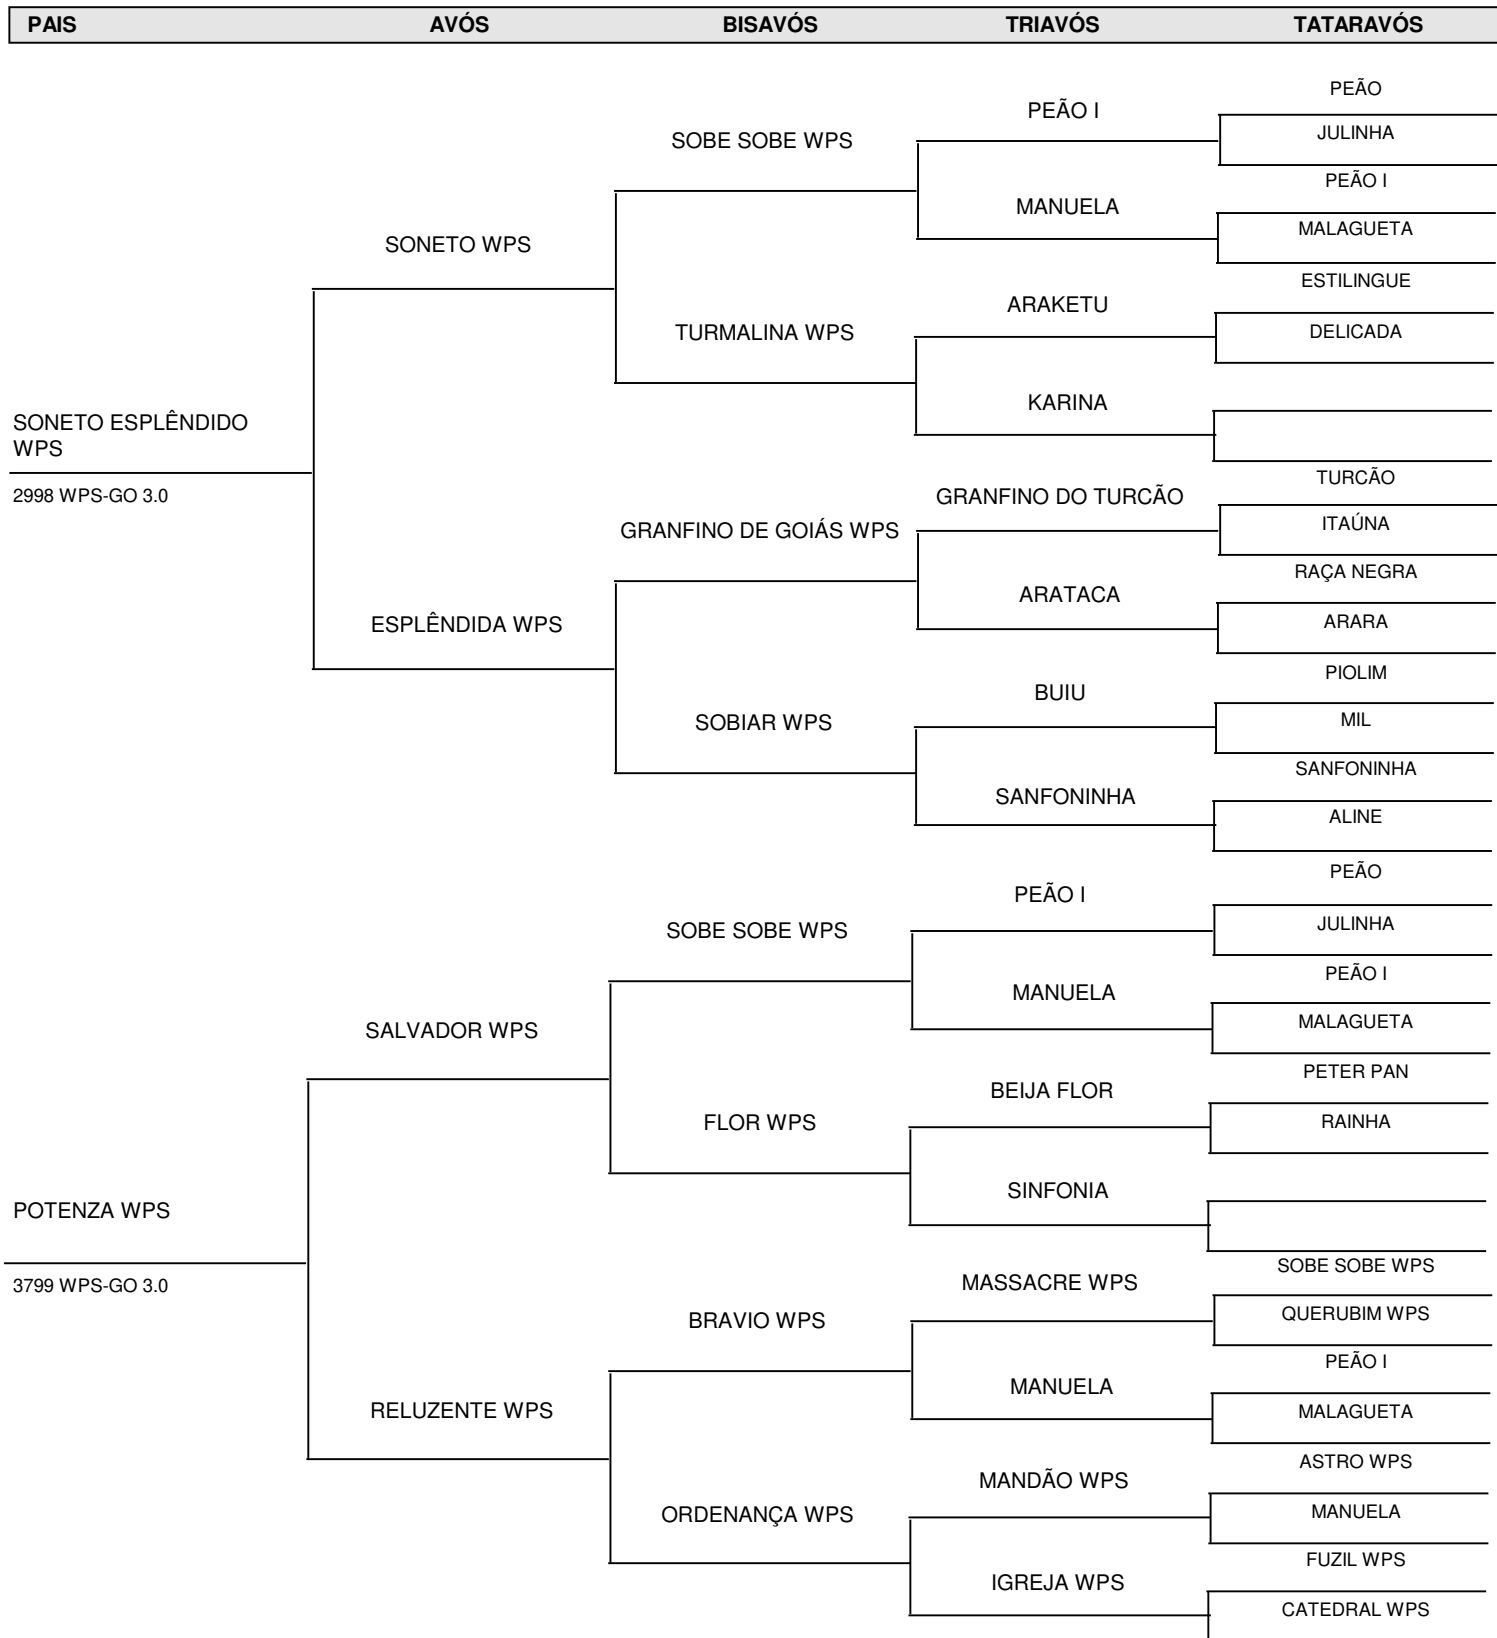 PAIS AVÓS BISAVÓS TRIAVÓS TATARAVÓS
PEÃO
PEÃO I
JULINHA
SOBE SOBE WPS
PEÃO I
MANUELA
MALAGUETA
SONETO WPS
ESTILINGUE
ARAKETU
DELICADA
TURMALINA WPS
KARINA
SONETO ESPLÊNDIDO
WPS
TURCÃO
2998 WPS-GO 3.0
GRANFINO DO TURCÃO
ITAÚNA
GRANFINO DE GOIÁS WPS
RAÇA NEGRA
ARATACA
ARARA
ESPLÊNDIDA WPS
PIOLIM
BUIU
MIL
SOBIAR WPS
SANFONINHA
SANFONINHA
ALINE
PEÃO
PEÃO I
JULINHA
SOBE SOBE WPS
PEÃO I
MANUELA
MALAGUETA
SALVADOR WPS
PETER PAN
BEIJA FLOR
RAINHA
FLOR WPS
SINFONIA
POTENZA WPS
SOBE SOBE WPS
3799 WPS-GO 3.0
MASSACRE WPS
QUERUBIM WPS
BRAVIO WPS
PEÃO I
MANUELA
MALAGUETA
RELUZENTE WPS
ASTRO WPS
MANDÃO WPS
MANUELA
ORDENANÇA WPS
FUZIL WPS
IGREJA WPS
CATEDRAL WPS